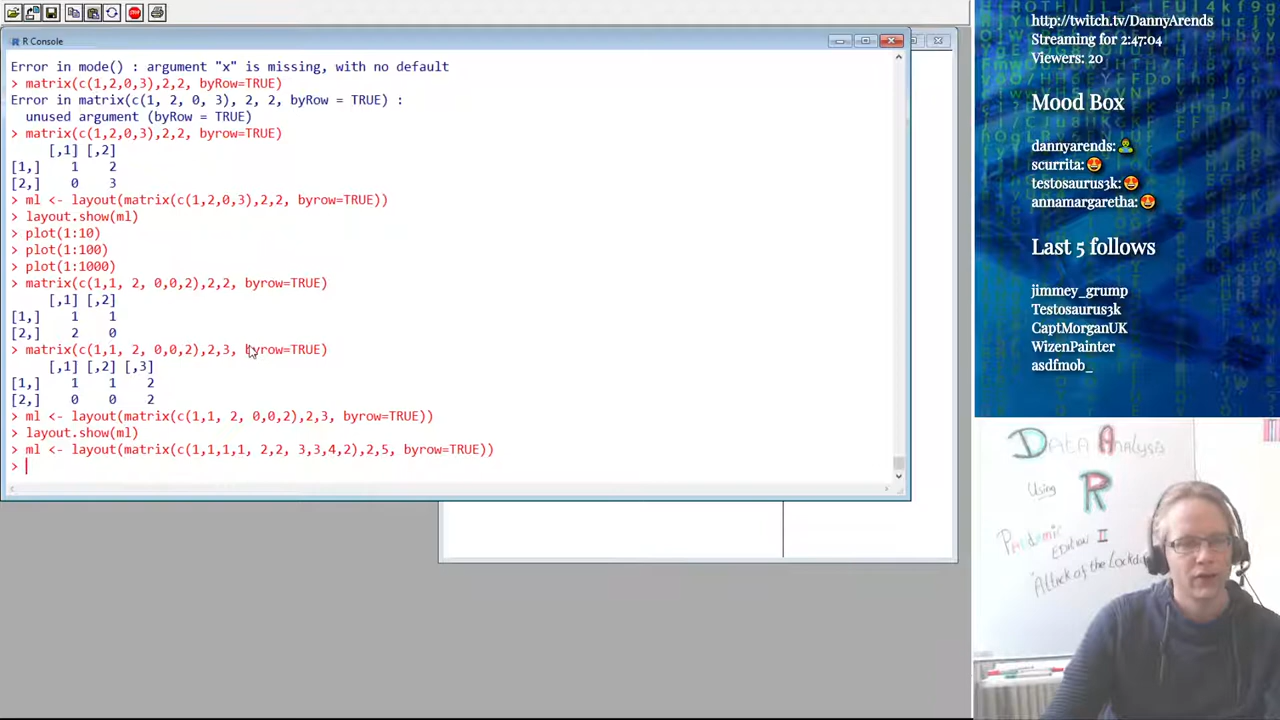 R Console
Error in mode() : argument "x" is missing, with no default
> matrix(c(1,2,0,3),2,2, byRow=TRUE)
Error in matrix(c(1, 2, 0, 3), 2, 2, byRow = TRUE) :
unused argument (byRow = TRUE)
> matrix(c(1,2,0,3),2,2, byrow=TRUE)
[,1] [,2]
[1,] 1 2
[2,] 0 3
> ml <- layout(matrix(c(1,2,0,3),2,2, byrow=TRUE))
> layout.show(ml)
> plot(1:10)
> plot(1:100)
> plot(1:1000)
> matrix(c(1,1, 2, 0,0,2),2,2, byrow=TRUE)
[,1] [,2]
[1,] 1 1
[2,] 2 0
> matrix(c(1,1, 2, 0,0,2),2,3, byrow=TRUE)
[,1] [,2] [,3]
[1,] 1 1 2
[2,] 0 0 2
> ml <- layout(matrix(c(1,1, 2, 0,0,2),2,3, byrow=TRUE))
> layout.show(ml)
> ml <- layout(matrix(c(1,1,1,1, 2,2, 3,3,4,2),2,5, byrow=TRUE))
>
http://twitch.tv/DannyArends
Streaming for 2:47:04
Viewers: 20
Mood Box
dannyarends:
scurrita:
testosaurus3k:
annamargaretha:
Last 5 follows
jimmey_grump
Testosaurus3k
CaptMorganUK
WizenPainter
asdfmob_
Data Analysis
Using
R
Pandemic
Edition II
"Attack of the